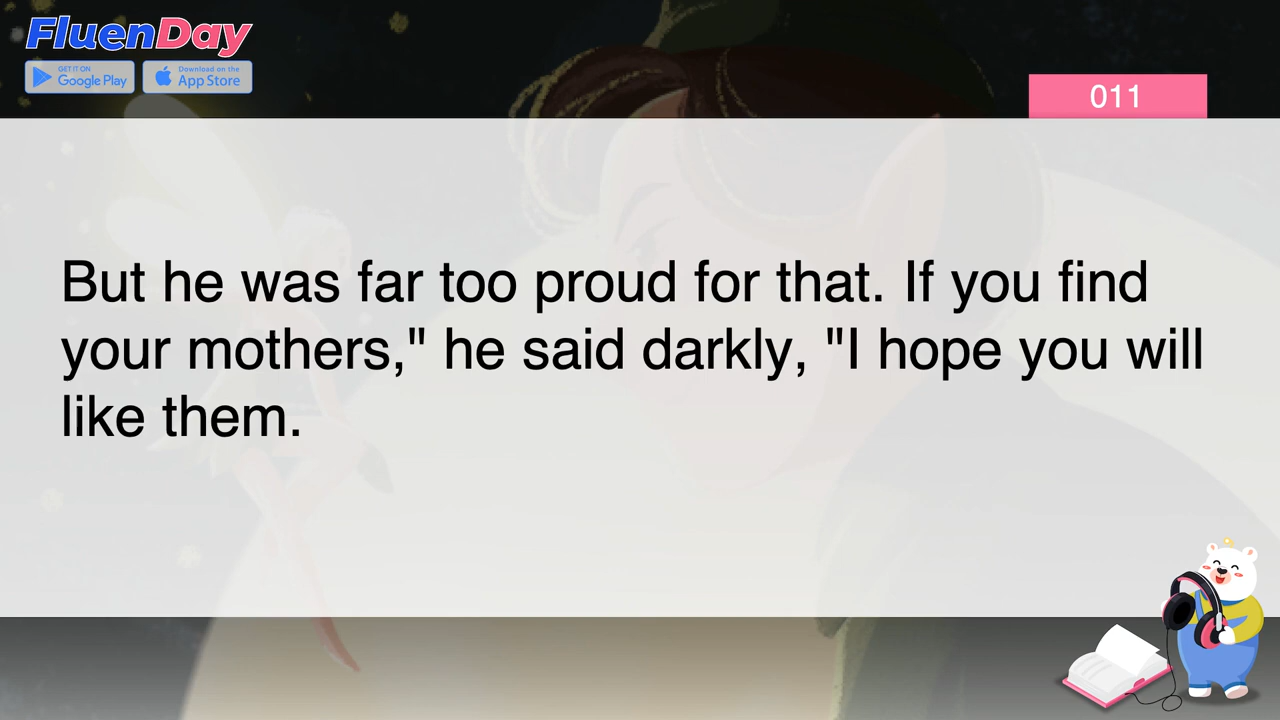 FluenDay
GET IT ON
Google Play
Download on the
App Store
011
But he was far too proud for that. If you find
your mothers," he said darkly, "I hope you will
like them.